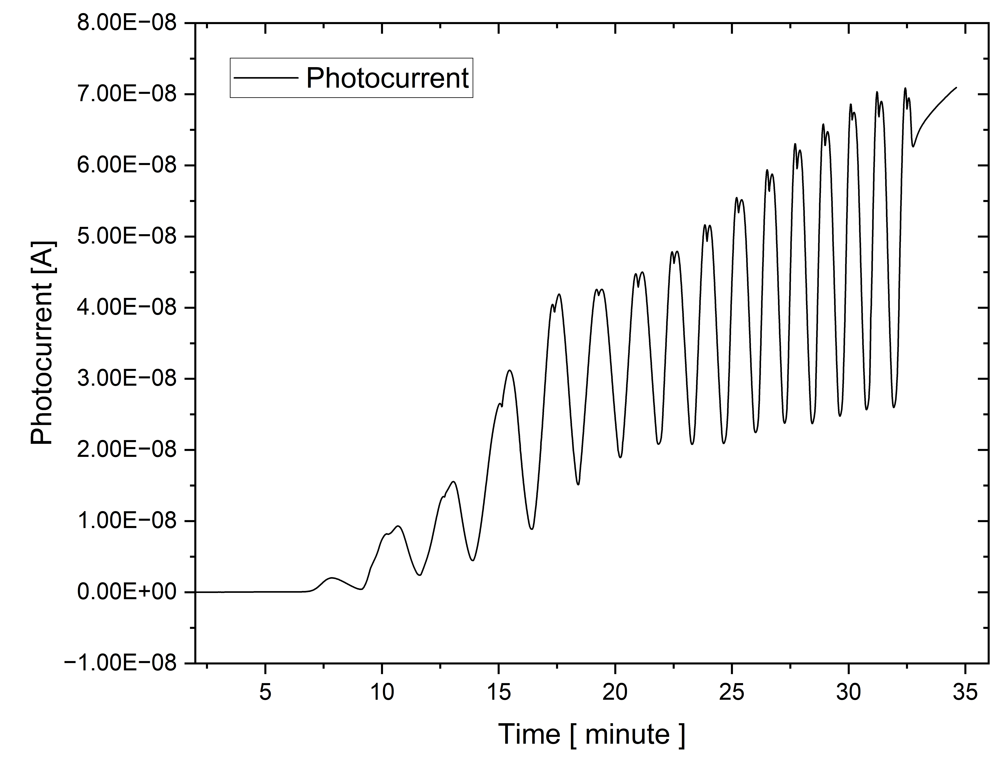 8.00E−08
7.00E−08
6.00E−08
5.00E−08
4.00E−08
3.00E−08
2.00E−08
1.00E−08
0.00E+00
−1.00E−08
Photocurrent [A]
Photocurrent
5 10 15 20 25 30 35
Time [ minute ]